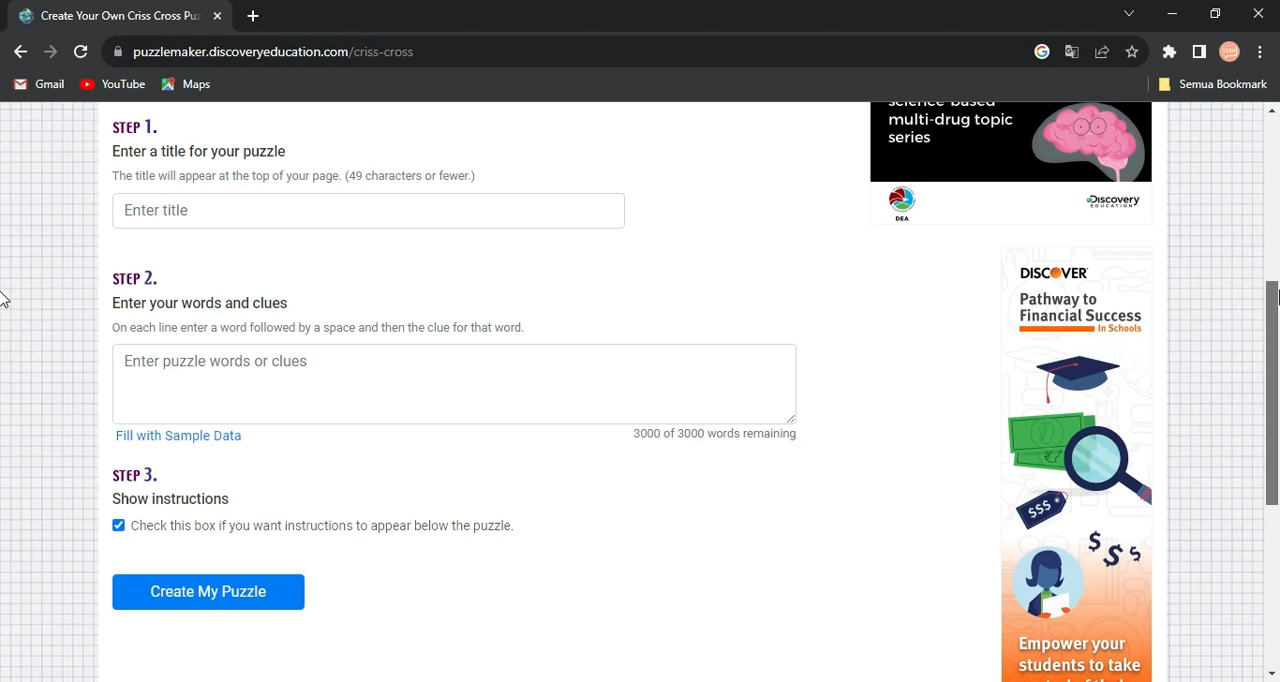 Create Your Own Criss Cross Puz
puzzlemaker.discoveryeducation.com/criss-cross
Gmail
YouTube
Maps
Semua Bookmark
STEP 1.
Enter a title for your puzzle
The title will appear at the top of your page. (49 characters or fewer.)
Enter title
STEP 2.
Enter your words and clues
On each line enter a word followed by a space and then the clue for that word.
Enter puzzle words or clues
Fill with Sample Data
3000 of 3000 words remaining
STEP 3.
Show instructions
Check this box if you want instructions to appear below the puzzle.
Create My Puzzle
science-based
multi-drug topic
series
DEA
Discovery
EDUCATION
DISCOVER
Pathway to
Financial Success
In Schools
$$$
$ $ $
Empower your
students to take